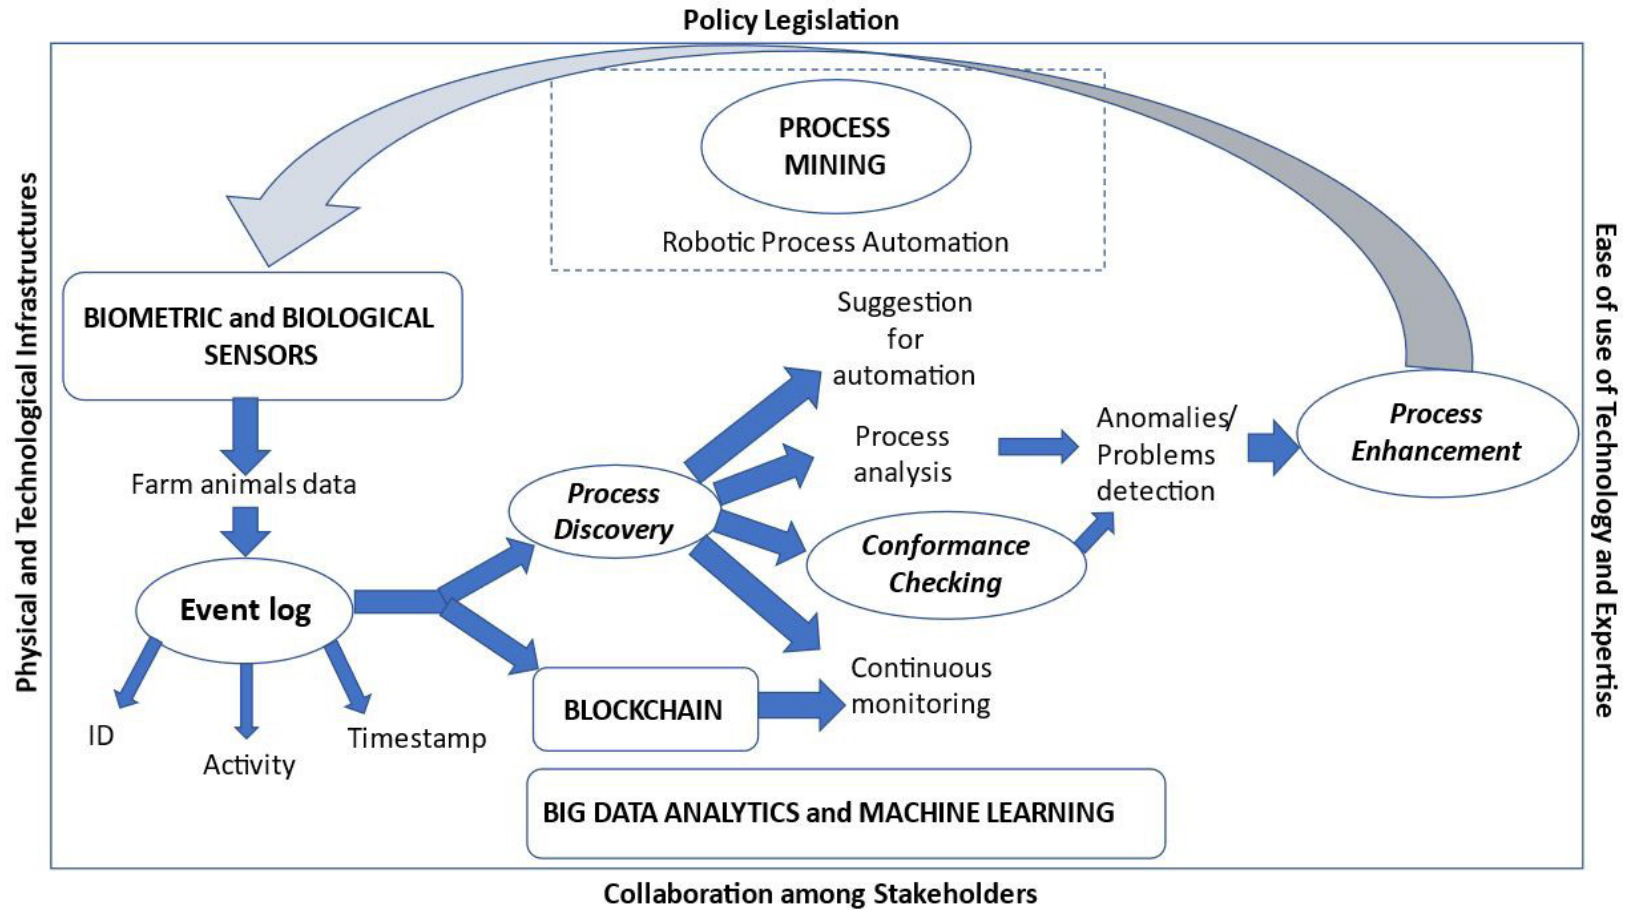 Policy Legislation
PROCESS
MINING
Robotic Process Automation
Physical and Technological Infrastructures
BIOMETRIC and BIOLOGICAL
SENSORS
Farm animals data
Event log
ID
Activity
Timestamp
Process
Discovery
BLOCKCHAIN
Suggestion
for
automation
Process
analysis
Conformance
Checking
Continuous
monitoring
Anomalies/
Problems
detection
Process
Enhancement
Ease of use of Technology and Expertise
BIG DATA ANALYTICS and MACHINE LEARNING
Collaboration among Stakeholders